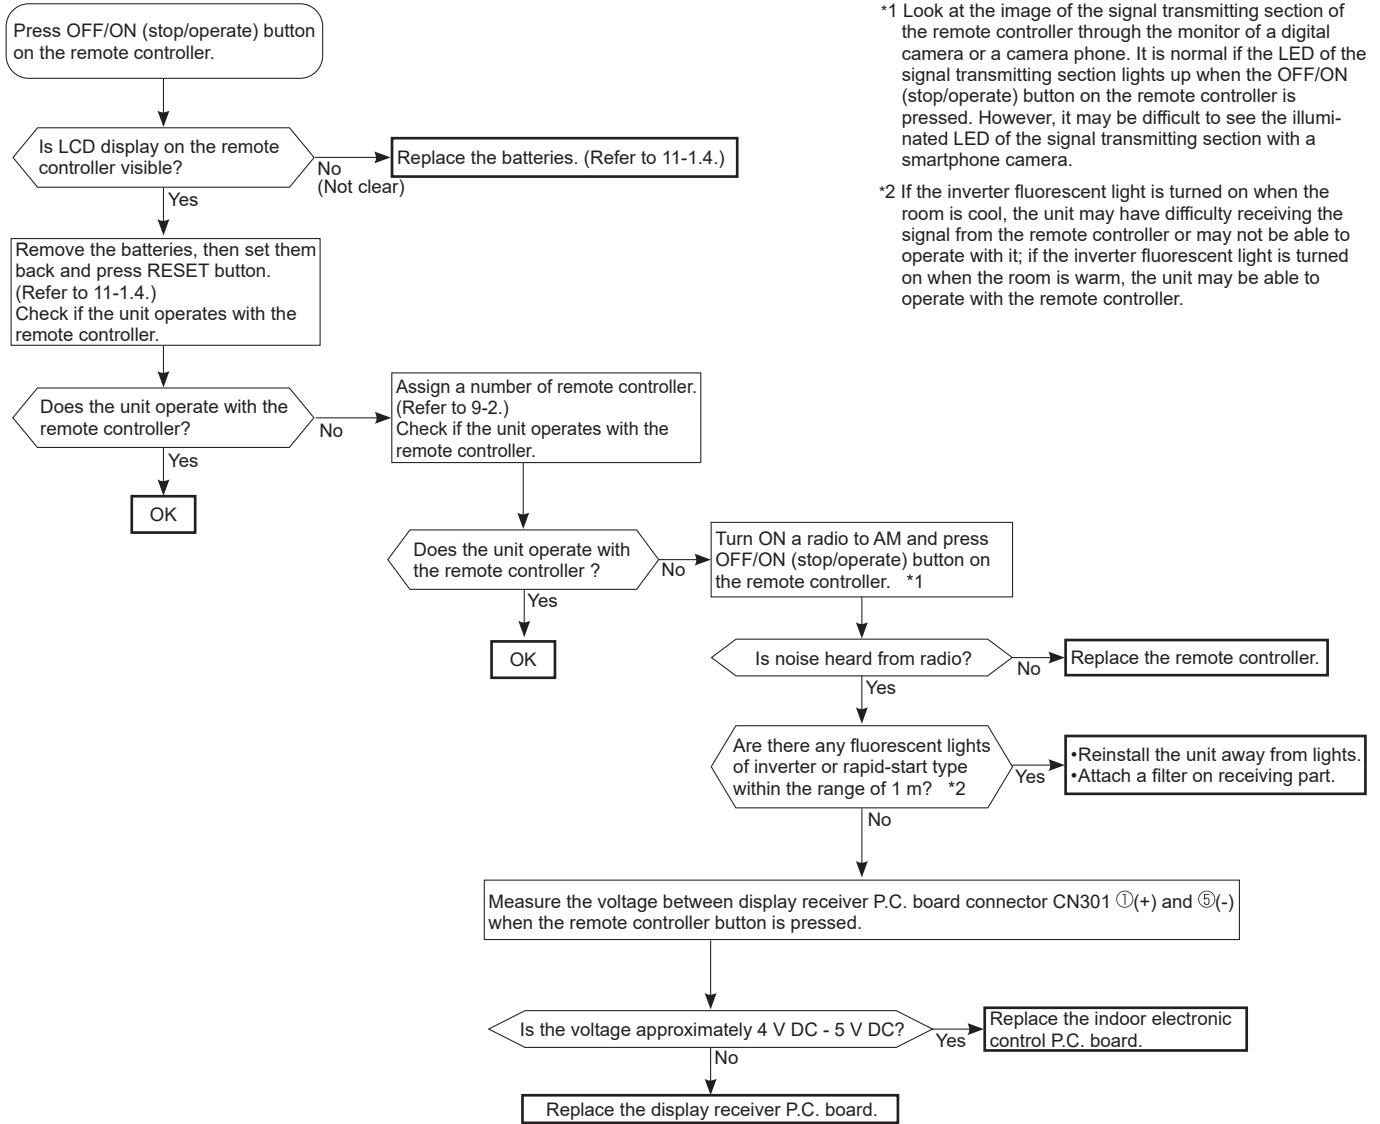 Press OFF/ON (stop/operate) button
on the remote controller.
Is LCD display on the remote
controller visible?
No
(Not clear)
Replace the batteries. (Refer to 11-1.4.)
Yes
Remove the batteries, then set them
back and press RESET button.
(Refer to 11-1.4.)
Check if the unit operates with the
remote controller.
Does the unit operate with the
remote controller?
No
Yes
OK
Assign a number of remote controller.
(Refer to 9-2.)
Check if the unit operates with the
remote controller.
Does the unit operate with
the remote controller ?
No
Yes
OK
Turn ON a radio to AM and press
OFF/ON (stop/operate) button on
the remote controller. *1
Is noise heard from radio?
No
Replace the remote controller.
Yes
Are there any fluorescent lights
of inverter or rapid-start type
within the range of 1 m? *2
Yes
•Reinstall the unit away from lights.
•Attach a filter on receiving part.
No
Measure the voltage between display receiver P.C. board connector CN301 ①(+) and ⑤(-)
when the remote controller button is pressed.
Is the voltage approximately 4 V DC - 5 V DC?
Yes
Replace the indoor electronic
control P.C. board.
No
Replace the display receiver P.C. board.
*1 Look at the image of the signal transmitting section of
the remote controller through the monitor of a digital
camera or a camera phone. It is normal if the LED of the
signal transmitting section lights up when the OFF/ON
(stop/operate) button on the remote controller is
pressed. However, it may be difficult to see the illumi-
nated LED of the signal transmitting section with a
smartphone camera.
*2 If the inverter fluorescent light is turned on when the
room is cool, the unit may have difficulty receiving the
signal from the remote controller or may not be able to
operate with it; if the inverter fluorescent light is turned
on when the room is warm, the unit may be able to
operate with the remote controller.